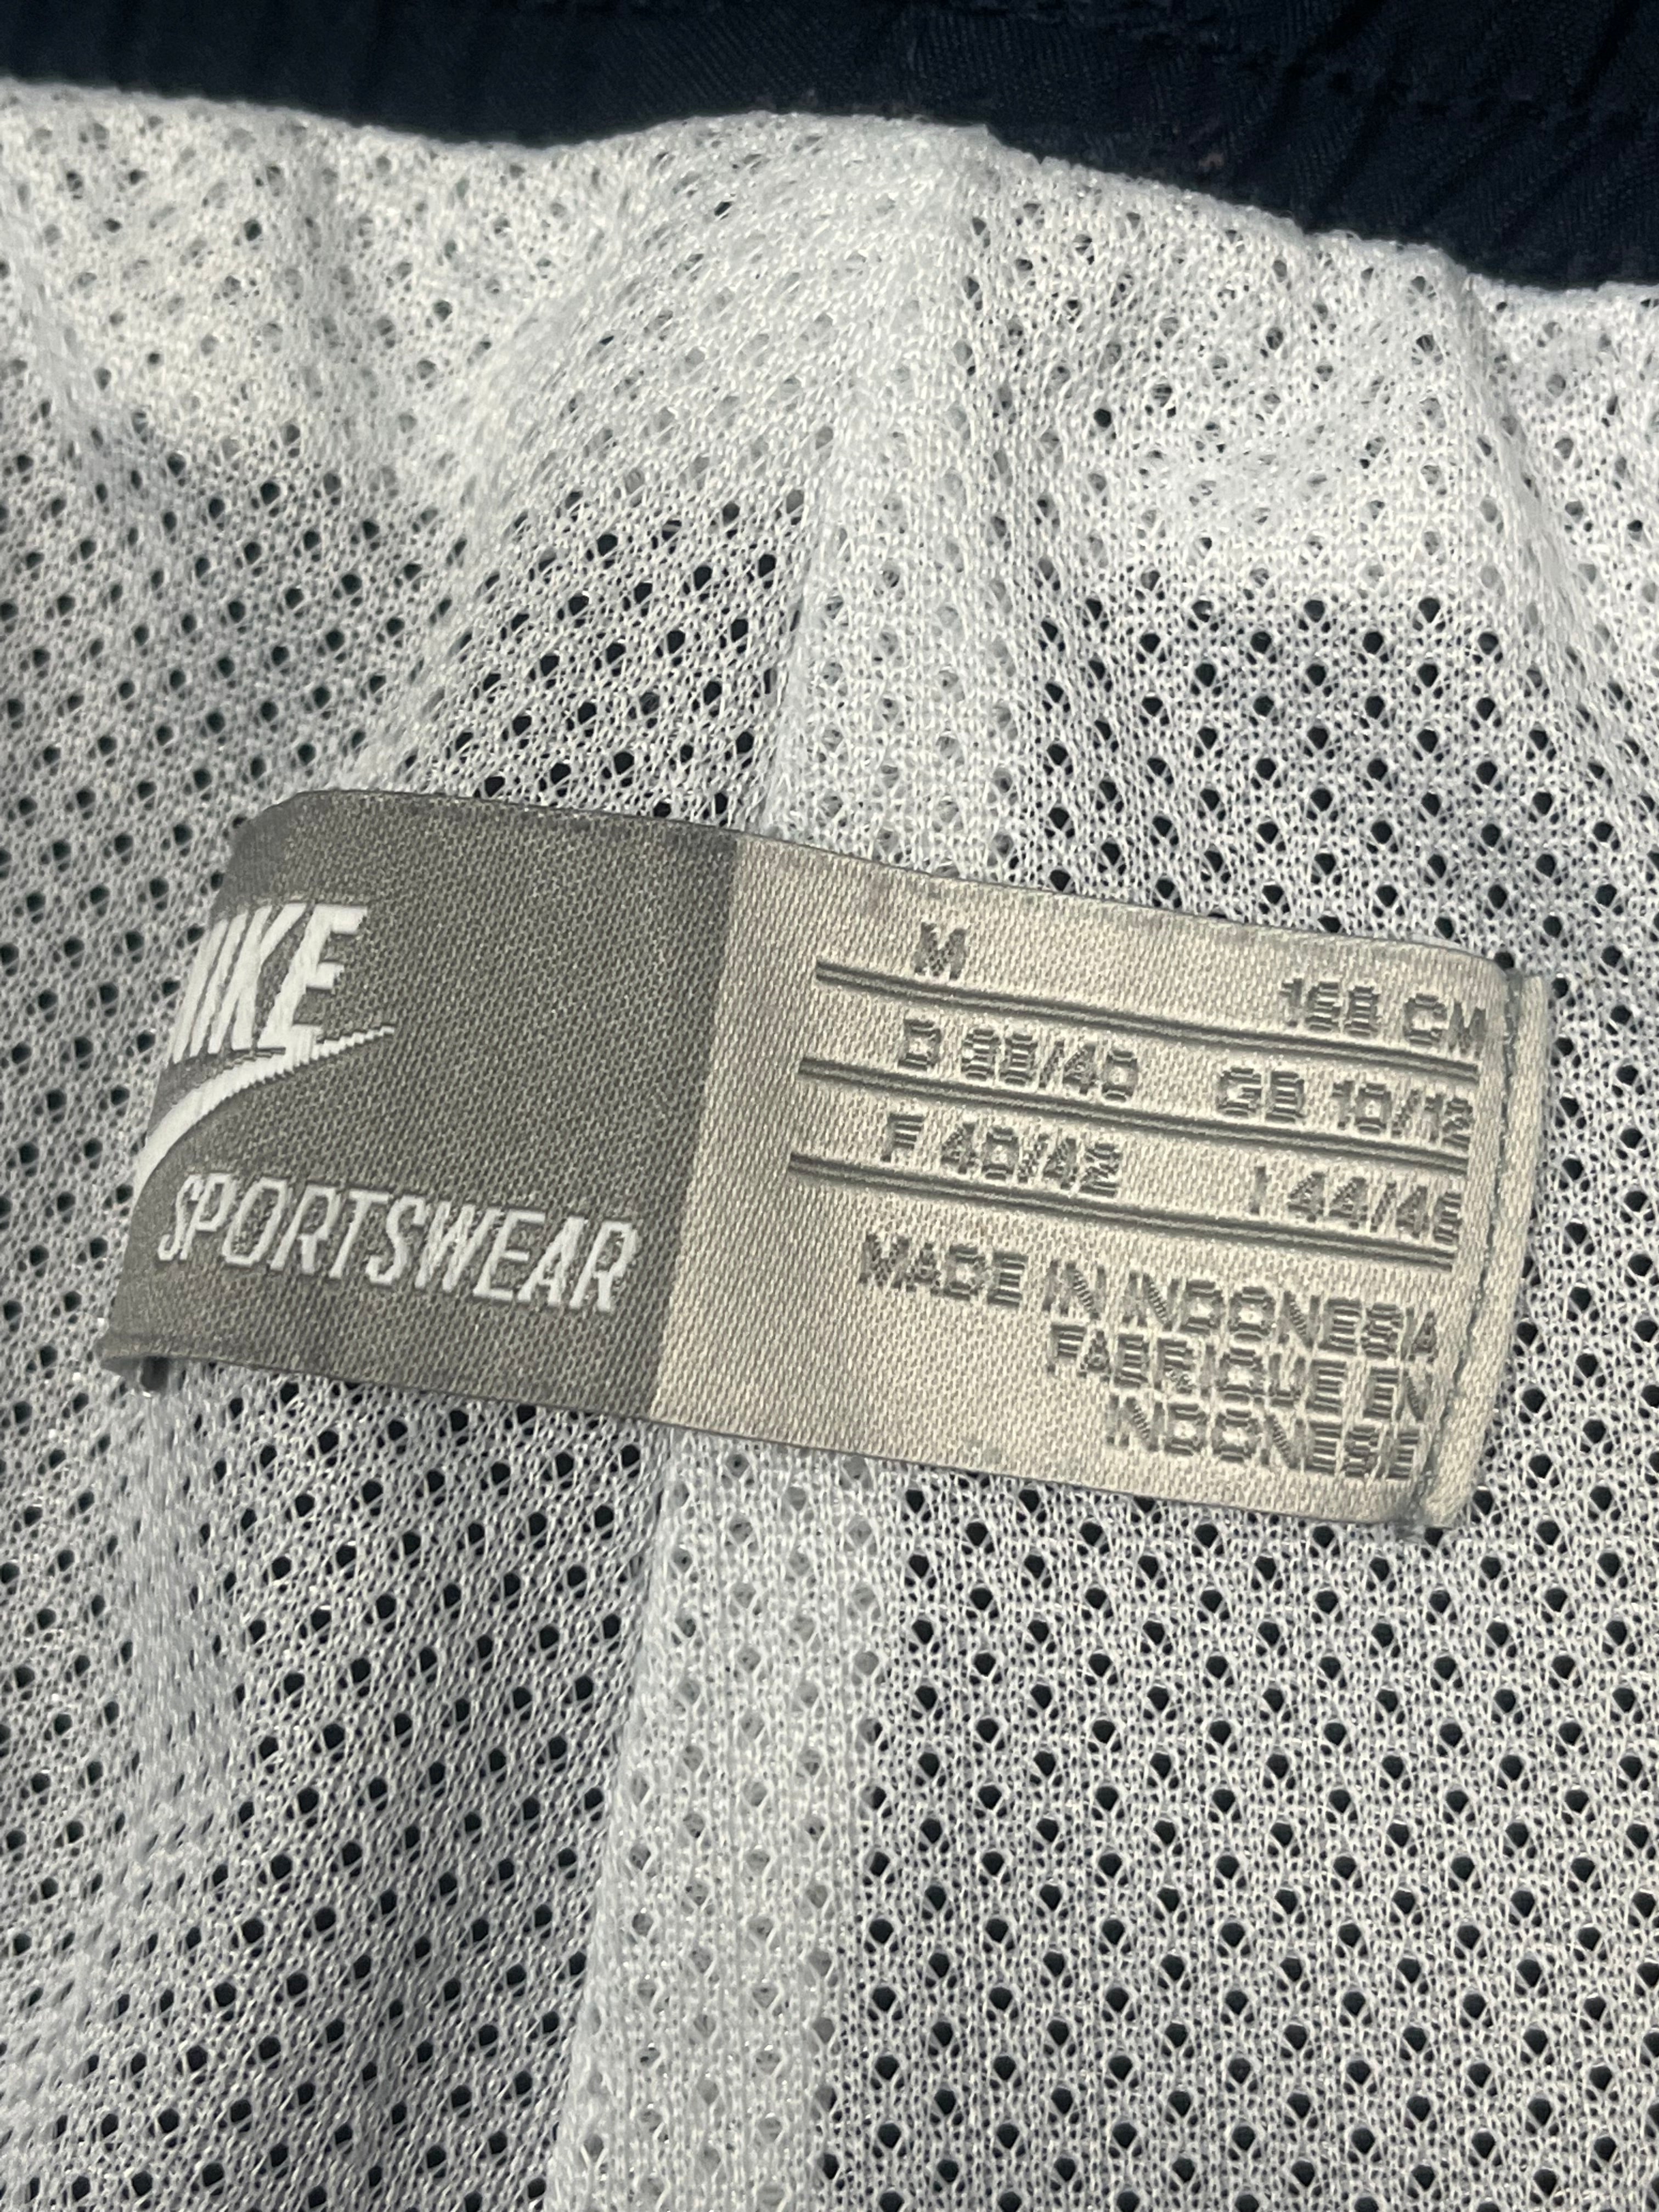 NIKE
SPORTSWEAR
M 168 CM
D 38/40 GB 10/12
F 40/42 I 44/46
MADE IN INDONESIA
FABRIQUE EN
INDONESIE